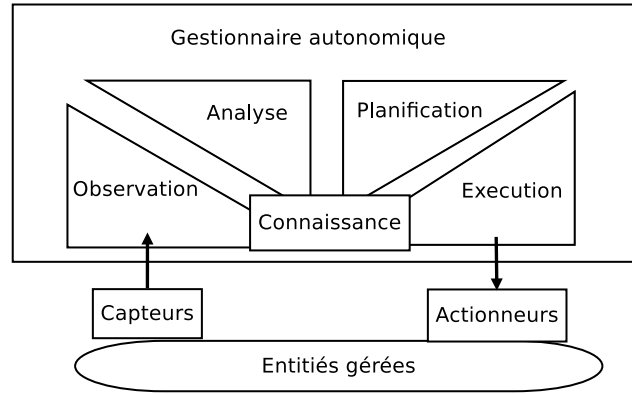 Gestionnaire autonomique
Analyse
Planification
Observation
Execution
Connaissance
Capteurs
Actionneurs
Entitiés gérées